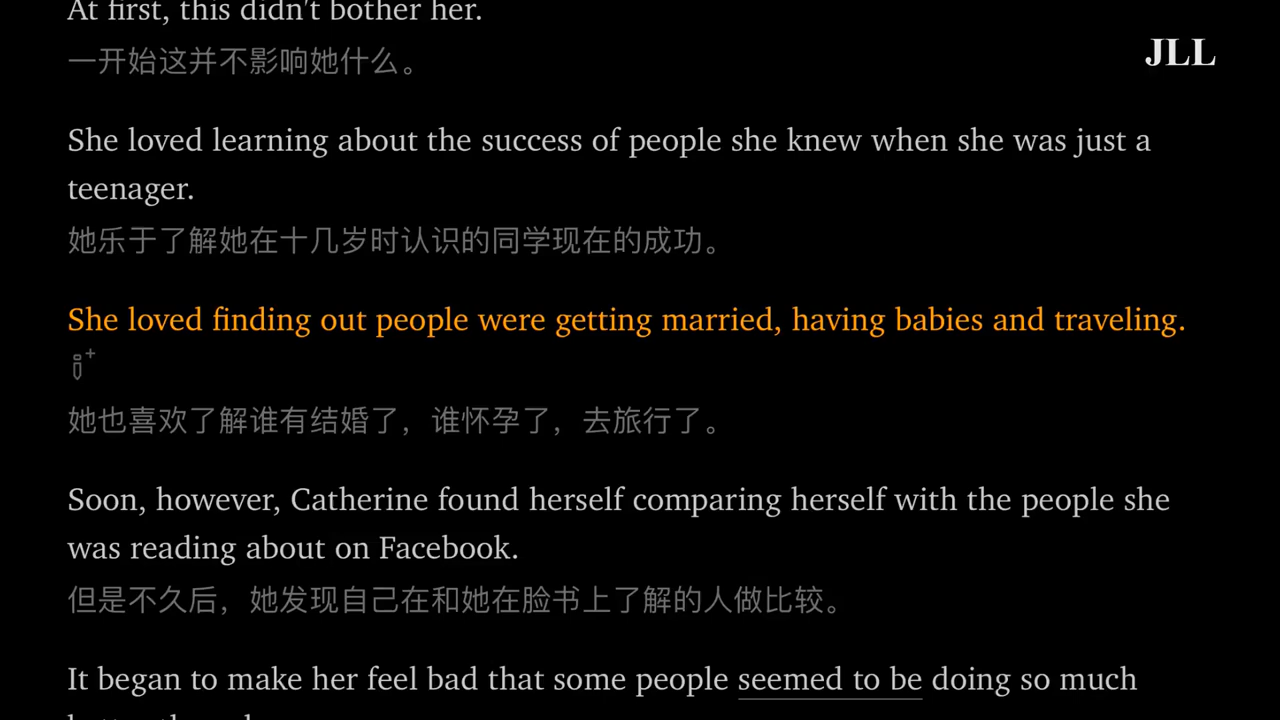 At first, this didn't bother her.
一开始这并不影响她什么。
JLL
She loved learning about the success of people she knew when she was just a
teenager.
她乐于了解她在十几岁时认识的同学现在的成功。
She loved finding out people were getting married, having babies and traveling.
她也喜欢了解谁有结婚了，谁怀孕了，去旅行了。
Soon, however, Catherine found herself comparing herself with the people she
was reading about on Facebook.
但是不久后，她发现自己在和她在脸书上了解的人做比较。
It began to make her feel bad that some people seemed to be doing so much